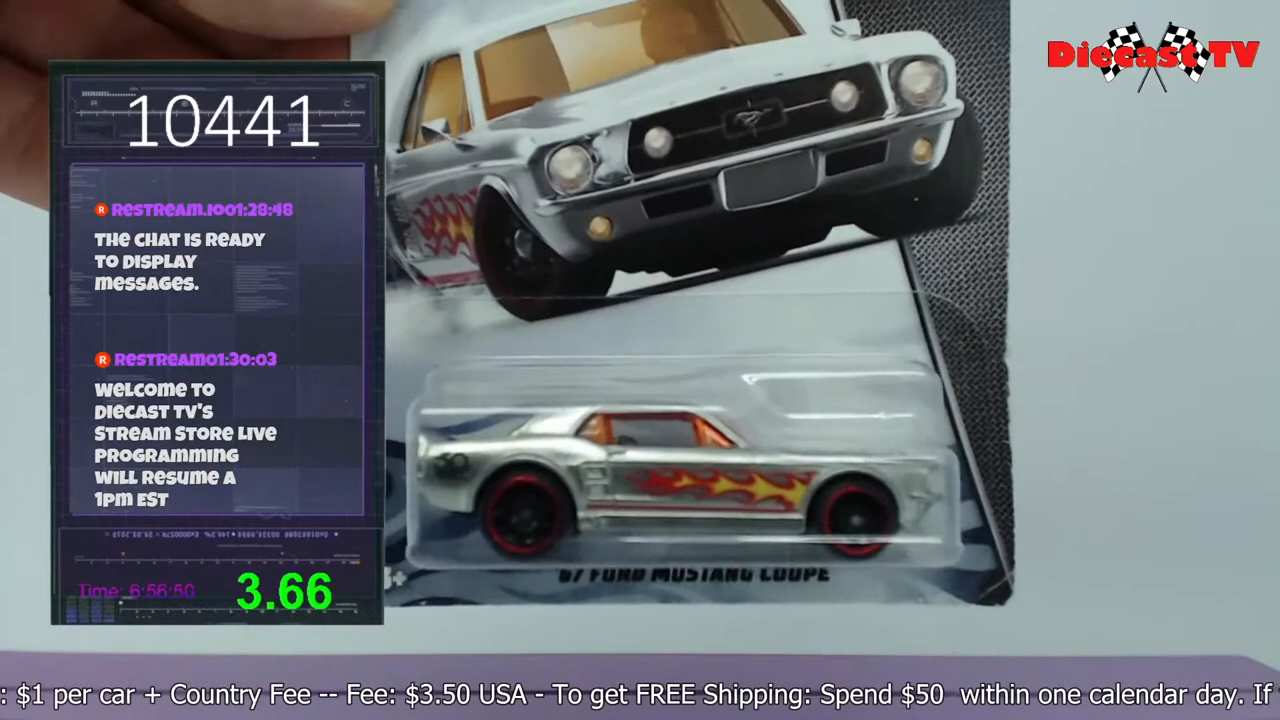 Diecast TV
10441
Restream.io01:28:48
The chat is ready
to display
messages.
Restream01:30:03
Welcome to
Diecast TV's
Stream Store Live
programming
will resume a
1pm EST
Time: 6:56:50
3.66
'67 FORD MUSTANG COUPE
: $1 per car + Country Fee -- Fee: $3.50 USA - To get FREE Shipping: Spend $50 within one calendar day. If